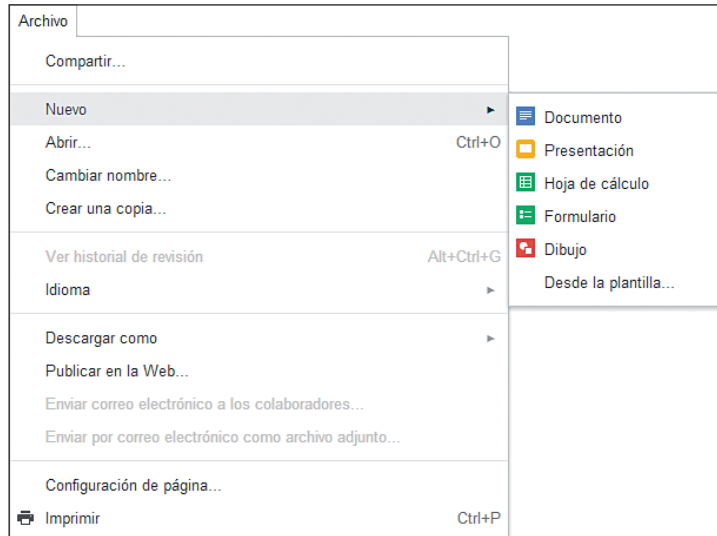 Archivo
Compartir...
Nuevo
Abrir... Ctrl+O
Cambiar nombre...
Crear una copia...
Ver historial de revisión Alt+Ctrl+G
Idioma
Descargar como
Publicar en la Web...
Enviar correo electrónico a los colaboradores...
Enviar por correo electrónico como archivo adjunto...
Configuración de página...
Imprimir Ctrl+P
Documento
Presentación
Hoja de cálculo
Formulario
Dibujo
Desde la plantilla...